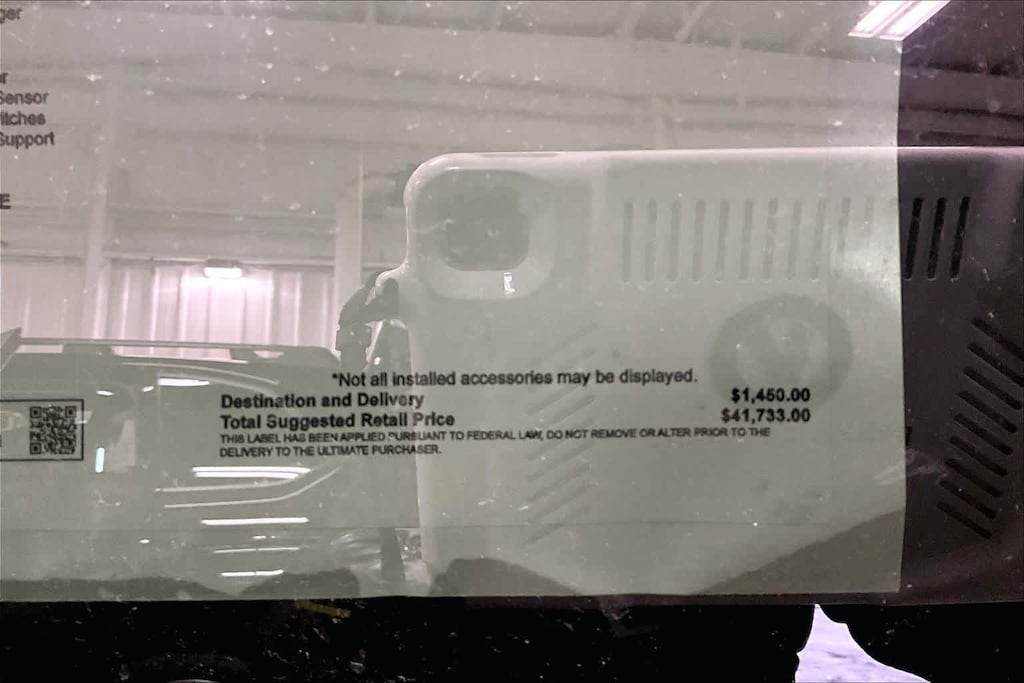 Sensor
Support
*Not all installed accessories may be displayed.
Destination and Delivery $1,450.00
Total Suggested Retail Price $41,733.00
THIS LABEL HAS BEEN APPLIED PURSUANT TO FEDERAL LAW, DO NOT REMOVE OR ALTER PRIOR TO THE
DELIVERY TO THE ULTIMATE PURCHASER.